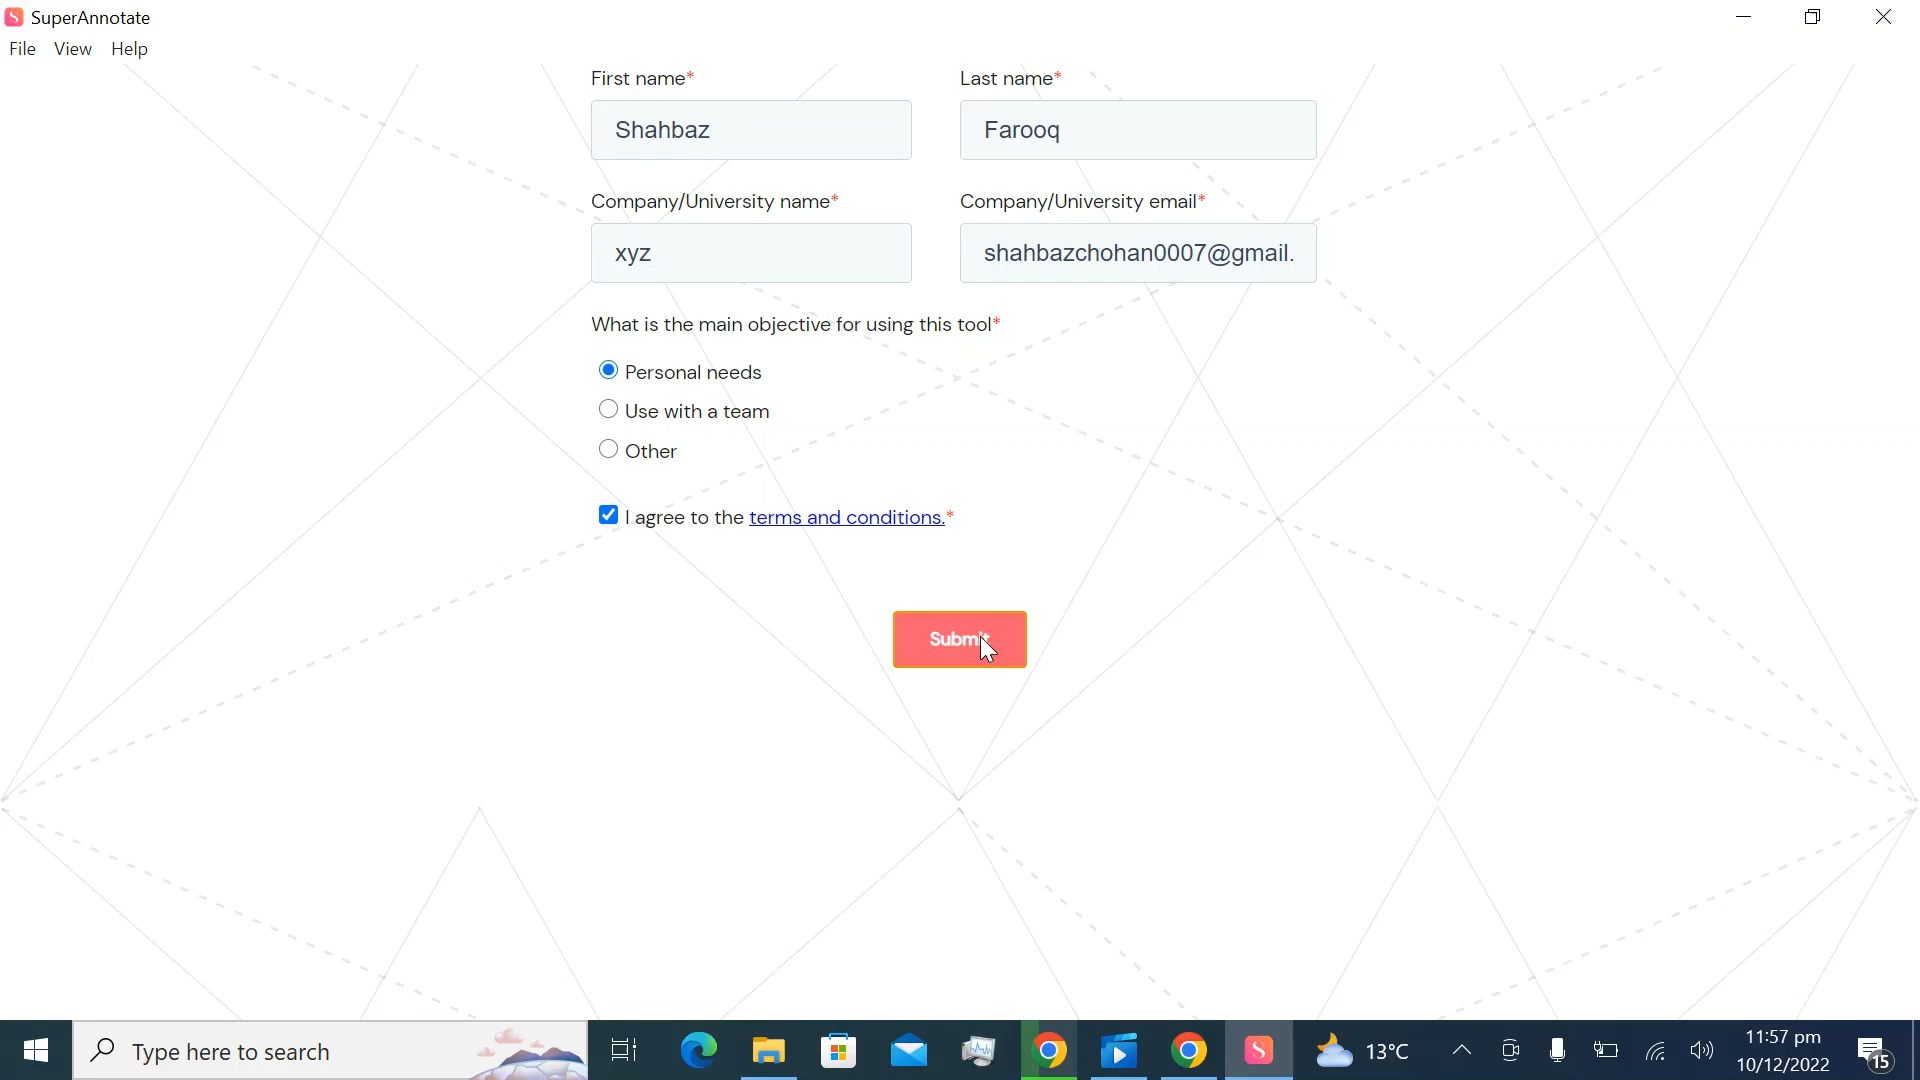 SuperAnnotate
File View Help
First name* Last name*
Shahbaz Farooq
Company/University name* Company/University email*
xyz shahbazchohan0007@gmail.
What is the main objective for using this tool*
Personal needs
Use with a team
Other
I agree to the terms and conditions.*
Submit
Type here to search 13°C 11:57 pm
10/12/2022 15